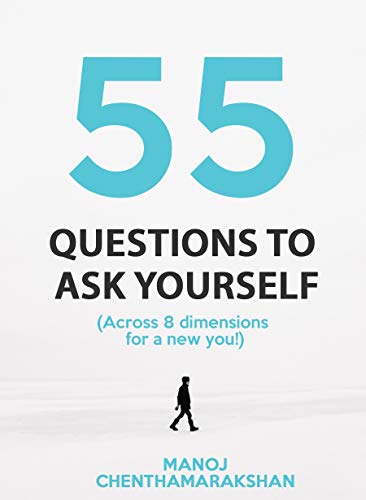 55
QUESTIONS TO
ASK YOURSELF
(Across 8 dimensions
for a new you!)
MANOJ
CHENTHAMARAKSHAN